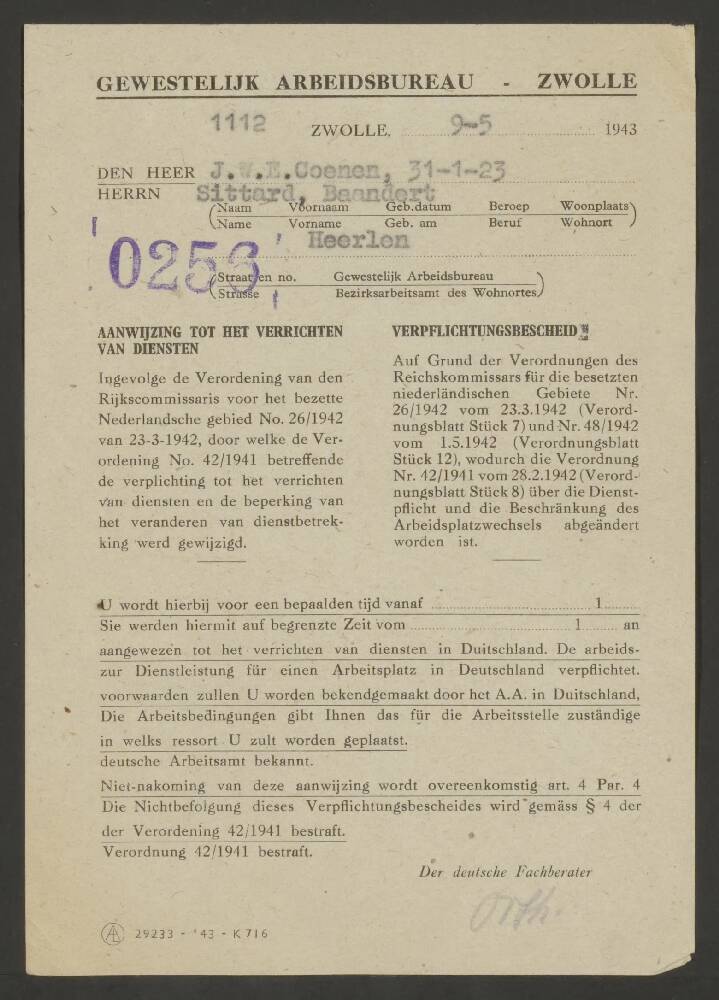 GEWESTELIJK ARBEIDSBUREAU - ZWOLLE
1112 ZWOLLE, 9-5 1943
DEN HEER J.W.E.Coenen, 31-1-23
HERRN Sittard, Baandert
(Naam Voornaam Geb.datum Beroep Woonplaats)
(Name Vorname Geb. am Beruf Wohnort)
Heerlen
0256
(Straat en no. Gewestelijk Arbeidsbureau)
(Strasse Bezirksarbeitsamt des Wohnortes)
AANWIJZING TOT HET VERRICHTEN
VAN DIENSTEN
Ingevolge de Verordening van den
Rijkscommissaris voor het bezette
Nederlandsche gebied No. 26/1942
van 23-3-1942, door welke de Ver-
ordening No. 42/1941 betreffende
de verplichting tot het verrichten
van diensten en de beperking van
het veranderen van dienstbetrek-
king werd gewijzigd.
VERPFLICHTUNGSBESCHEID
Auf Grund der Verordnungen des
Reichskommissars für die besetzten
niederländischen Gebiete Nr.
26/1942 vom 23.3.1942 (Verord-
nungsblatt Stück 7) und Nr. 48/1942
vom 1.5.1942 (Verordnungsblatt
Stück 12), wodurch die Verordnung
Nr. 42/1941 vom 28.2.1942 (Verord-
nungsblatt Stück 8) über die Dienst-
pflicht und die Beschränkung des
Arbeidsplatzwechsels abgeändert
worden ist.
U wordt hierbij voor een bepaalden tijd vanaf 1
Sie werden hiermit auf begrenzte Zeit vom 1 an
aangewezen tot het verrichten van diensten in Duitschland. De arbeids-
zur Dienstleistung für einen Arbeitsplatz in Deutschland verpflichtet.
voorwaarden zullen U worden bekendgemaakt door het A.A. in Duitschland,
Die Arbeitsbedingungen gibt Ihnen das für die Arbeitsstelle zuständige
in welks ressort U zult worden geplaatst.
deutsche Arbeitsamt bekannt.
Niet-nakoming van deze aanwijzing wordt overeenkomstig art. 4 Par. 4
Die Nichtbefolgung dieses Verpflichtungsbescheides wird gemäss § 4 der
der Verordening 42/1941 bestraft.
Verordnung 42/1941 bestraft.
Der deutsche Fachberater
29233 - '43 - K 716